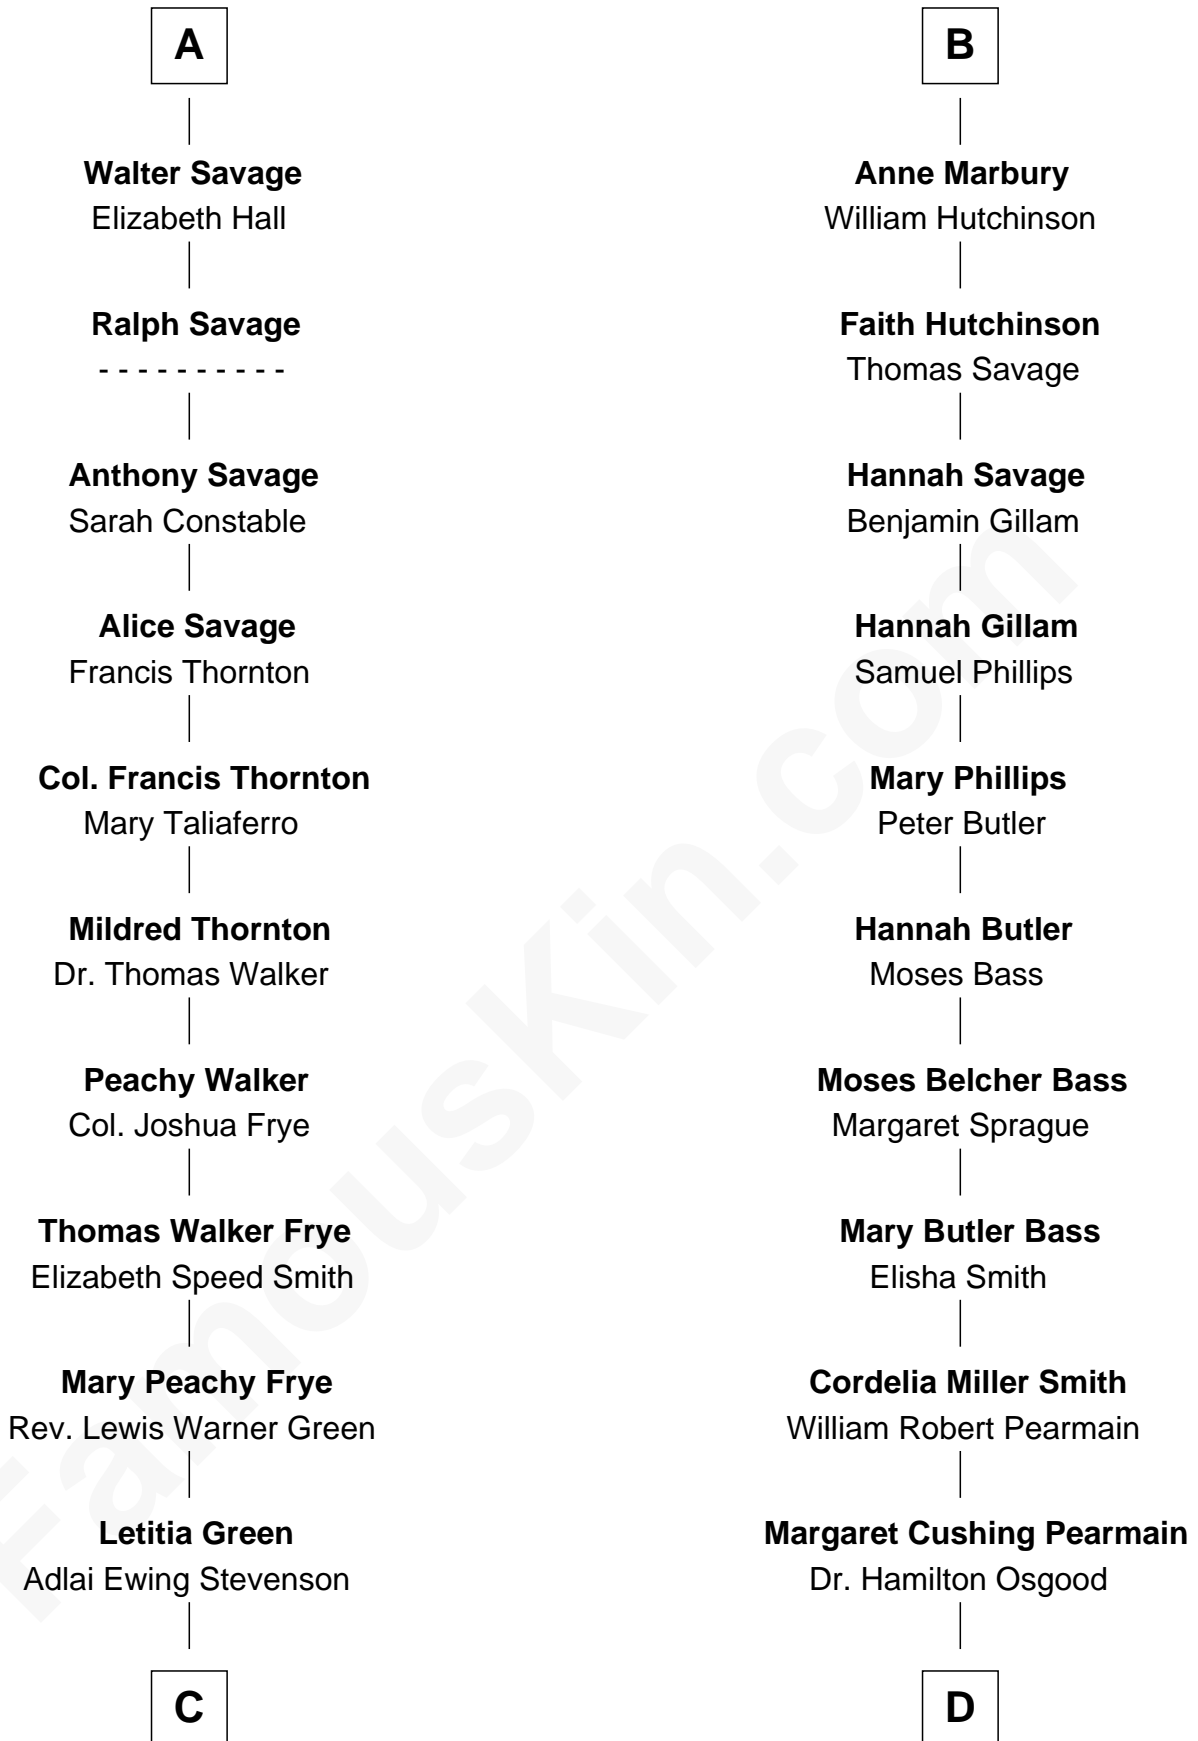 A
Walter Savage
Elizabeth Hall
Ralph Savage
- - - - - - - - - -
Anthony Savage
Sarah Constable
Alice Savage
Francis Thornton
Col. Francis Thornton
Mary Taliaferro
Mildred Thornton
Dr. Thomas Walker
Peachy Walker
Col. Joshua Frye
Thomas Walker Frye
Elizabeth Speed Smith
Mary Peachy Frye
Rev. Lewis Warner Green
Letitia Green
Adlai Ewing Stevenson
C
B
Anne Marbury
William Hutchinson
Faith Hutchinson
Thomas Savage
Hannah Savage
Benjamin Gillam
Hannah Gillam
Samuel Phillips
Mary Phillips
Peter Butler
Hannah Butler
Moses Bass
Moses Belcher Bass
Margaret Sprague
Mary Butler Bass
Elisha Smith
Cordelia Miller Smith
William Robert Pearmain
Margaret Cushing Pearmain
Dr. Hamilton Osgood
D
FamousKin.com